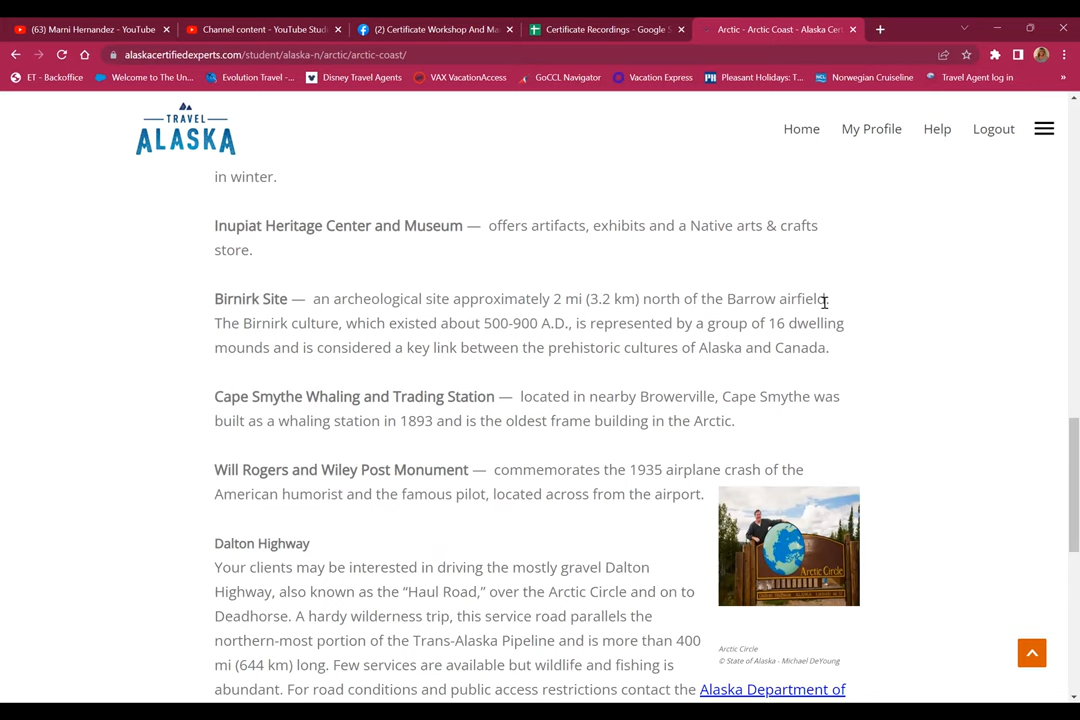 (63) Marni Hernandez - YouTube
Channel content - YouTube Stud
(2) Certificate Workshop And Ma
Certificate Recordings - Google S
Arctic - Arctic Coast - Alaska Cer
alaskacertifiedexperts.com/student/alaska-n/arctic/arctic-coast/
ET - Backoffice
Welcome to The Un...
Evolution Travel -...
Disney Travel Agents
VAX VacationAccess
GoCCL Navigator
Vacation Express
Pleasant Holidays: T...
Norwegian Cruiseline
Travel Agent log in
TRAVEL
ALASKA
Home
My Profile
Help
Logout
in winter.
Inupiat Heritage Center and Museum — offers artifacts, exhibits and a Native arts & crafts
store.
Birnirk Site — an archeological site approximately 2 mi (3.2 km) north of the Barrow airfield.
The Birnirk culture, which existed about 500-900 A.D., is represented by a group of 16 dwelling
mounds and is considered a key link between the prehistoric cultures of Alaska and Canada.
Cape Smythe Whaling and Trading Station — located in nearby Browerville, Cape Smythe was
built as a whaling station in 1893 and is the oldest frame building in the Arctic.
Will Rogers and Wiley Post Monument — commemorates the 1935 airplane crash of the
American humorist and the famous pilot, located across from the airport.
Dalton Highway
Your clients may be interested in driving the mostly gravel Dalton
Highway, also known as the “Haul Road,” over the Arctic Circle and on to
Deadhorse. A hardy wilderness trip, this service road parallels the
northern-most portion of the Trans-Alaska Pipeline and is more than 400
mi (644 km) long. Few services are available but wildlife and fishing is
abundant. For road conditions and public access restrictions contact the Alaska Department of
Arctic Circle
Arctic Circle
© State of Alaska - Michael DeYoung